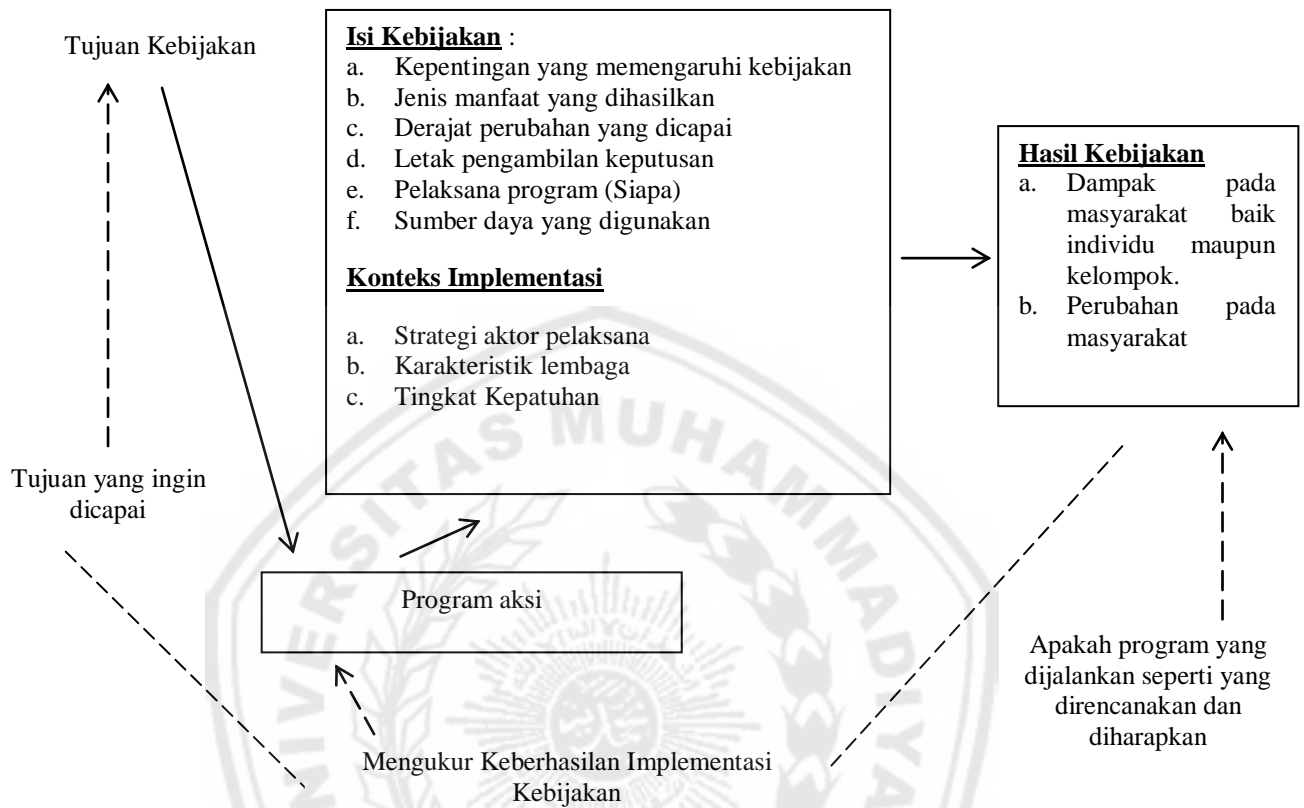 Tujuan Kebijakan
Isi Kebijakan :
a. Kepentingan yang memengaruhi kebijakan
b. Jenis manfaat yang dihasilkan
c. Derajat perubahan yang dicapai
d. Letak pengambilan keputusan
e. Pelaksana program (Siapa)
f. Sumber daya yang digunakan
Konteks Implementasi
a. Strategi aktor pelaksana
b. Karakteristik lembaga
c. Tingkat Kepatuhan
Hasil Kebijakan
a. Dampak pada
masyarakat baik
individu maupun
kelompok.
b. Perubahan pada
masyarakat
Tujuan yang ingin
dicapai
Program aksi
Apakah program yang
dijalankan seperti yang
direncanakan dan
diharapkan
Mengukur Keberhasilan Implementasi
Kebijakan
NIVERSITAS MUHAMMADIYA